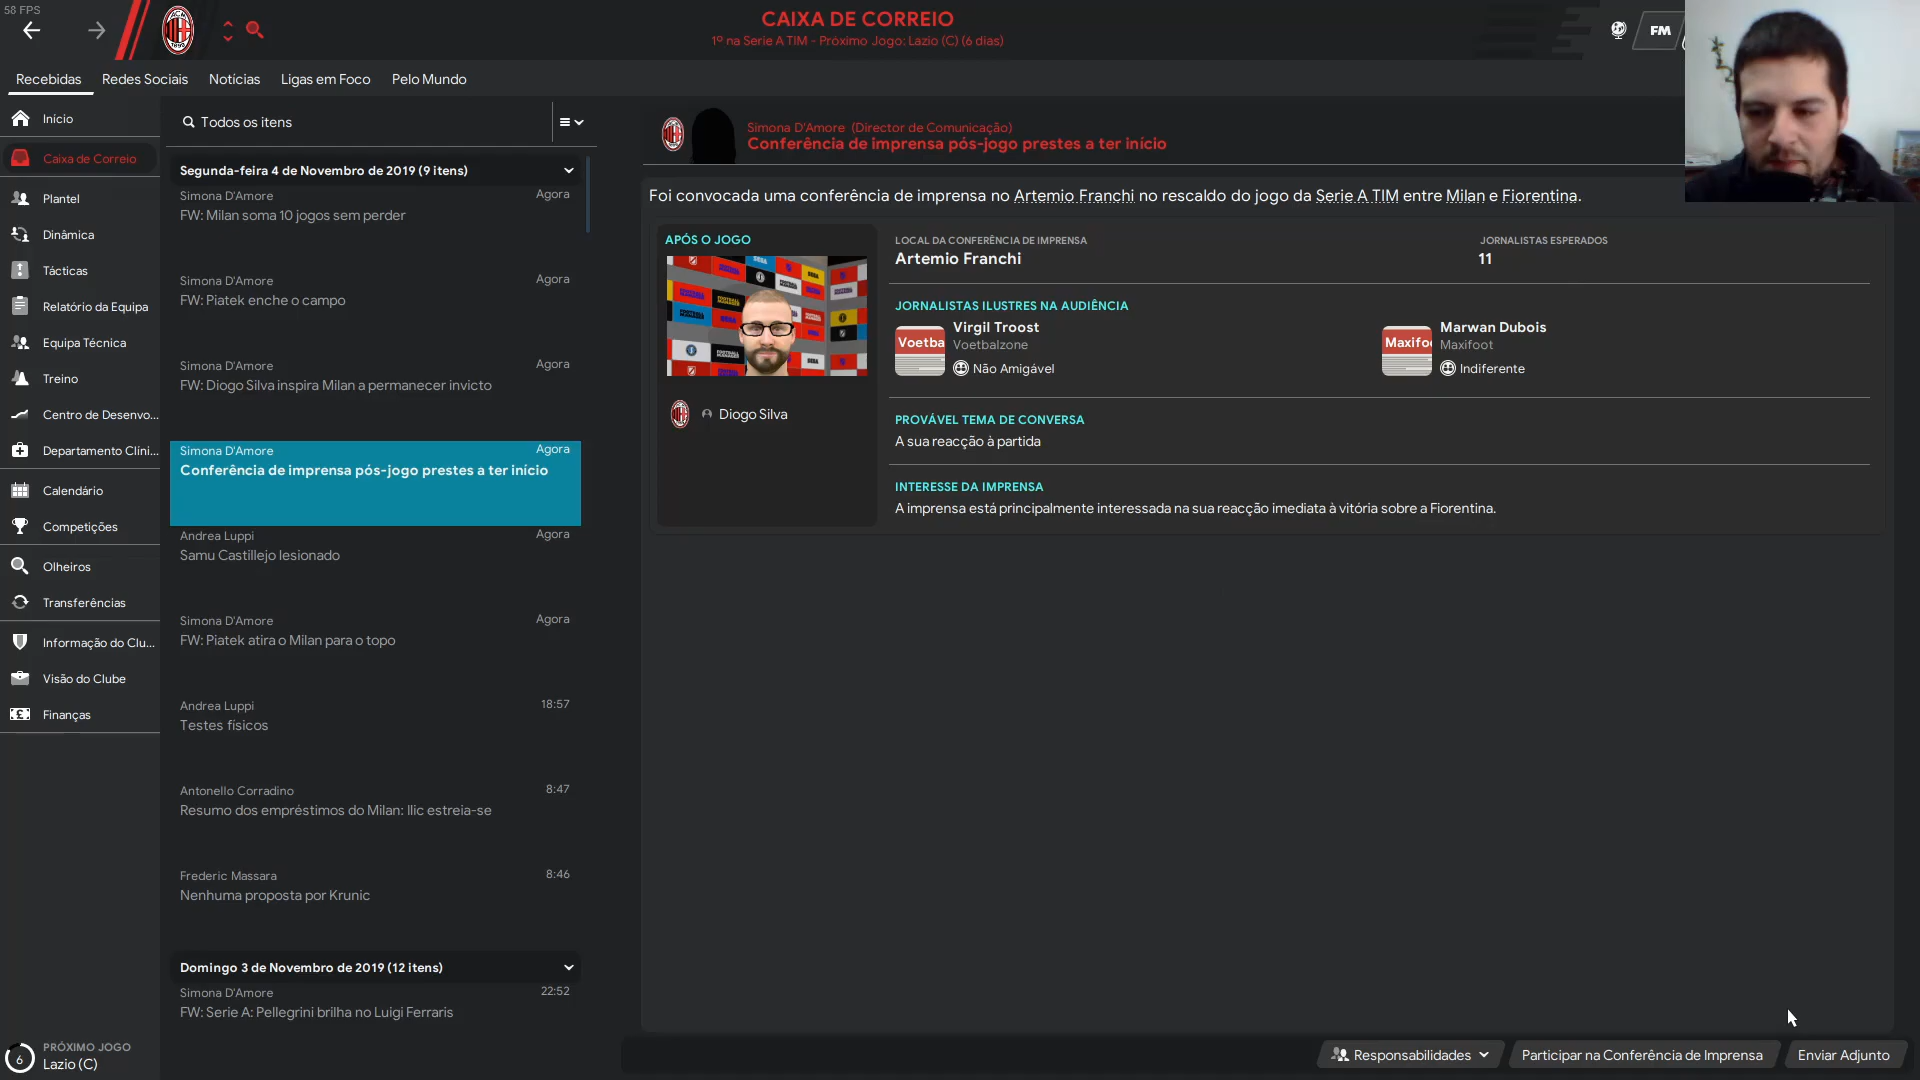 58 FPS
CAIXA DE CORREIO
1º na Serie A TIM - Próximo Jogo: Lazio (C) (6 dias)
FM
Recebidas Redes Sociais Notícias Ligas em Foco Pelo Mundo
Início
Caixa de Correio
Plantel
Dinâmica
Tácticas
Relatório da Equipa
Equipa Técnica
Treino
Centro de Desenvo...
Departamento Clíni...
Calendário
Competições
Olheiros
Transferências
Informação do Clu...
Visão do Clube
Finanças
6
PRÓXIMO JOGO
Lazio (C)
Todos os itens
Segunda-feira 4 de Novembro de 2019 (9 itens)
Simona D'Amore Agora
FW: Milan soma 10 jogos sem perder
Simona D'Amore Agora
FW: Piatek enche o campo
Simona D'Amore Agora
FW: Diogo Silva inspira Milan a permanecer invicto
Simona D'Amore Agora
Conferência de imprensa pós-jogo prestes a ter início
Andrea Luppi Agora
Samu Castillejo lesionado
Simona D'Amore Agora
FW: Piatek atira o Milan para o topo
Andrea Luppi 18:57
Testes físicos
Antonello Corradino 8:47
Resumo dos empréstimos do Milan: Ilic estreia-se
Frederic Massara 8:46
Nenhuma proposta por Krunic
Domingo 3 de Novembro de 2019 (12 itens)
Simona D'Amore 22:52
FW: Serie A: Pellegrini brilha no Luigi Ferraris
Simona D'Amore (Director de Comunicação)
Conferência de imprensa pós-jogo prestes a ter início
Foi convocada uma conferência de imprensa no Artemio Franchi no rescaldo do jogo da Serie A TIM entre Milan e Fiorentina.
APÓS O JOGO
Diogo Silva
LOCAL DA CONFERÊNCIA DE IMPRENSA
Artemio Franchi
JORNALISTAS ESPERADOS
11
JORNALISTAS ILUSTRES NA AUDIÊNCIA
Voetba
Virgil Troost
Voetbalzone
Não Amigável
Maxifo
Marwan Dubois
Maxifoot
Indiferente
PROVÁVEL TEMA DE CONVERSA
A sua reacção à partida
INTERESSE DA IMPRENSA
A imprensa está principalmente interessada na sua reacção imediata à vitória sobre a Fiorentina.
Responsabilidades
Participar na Conferência de Imprensa
Enviar Adjunto